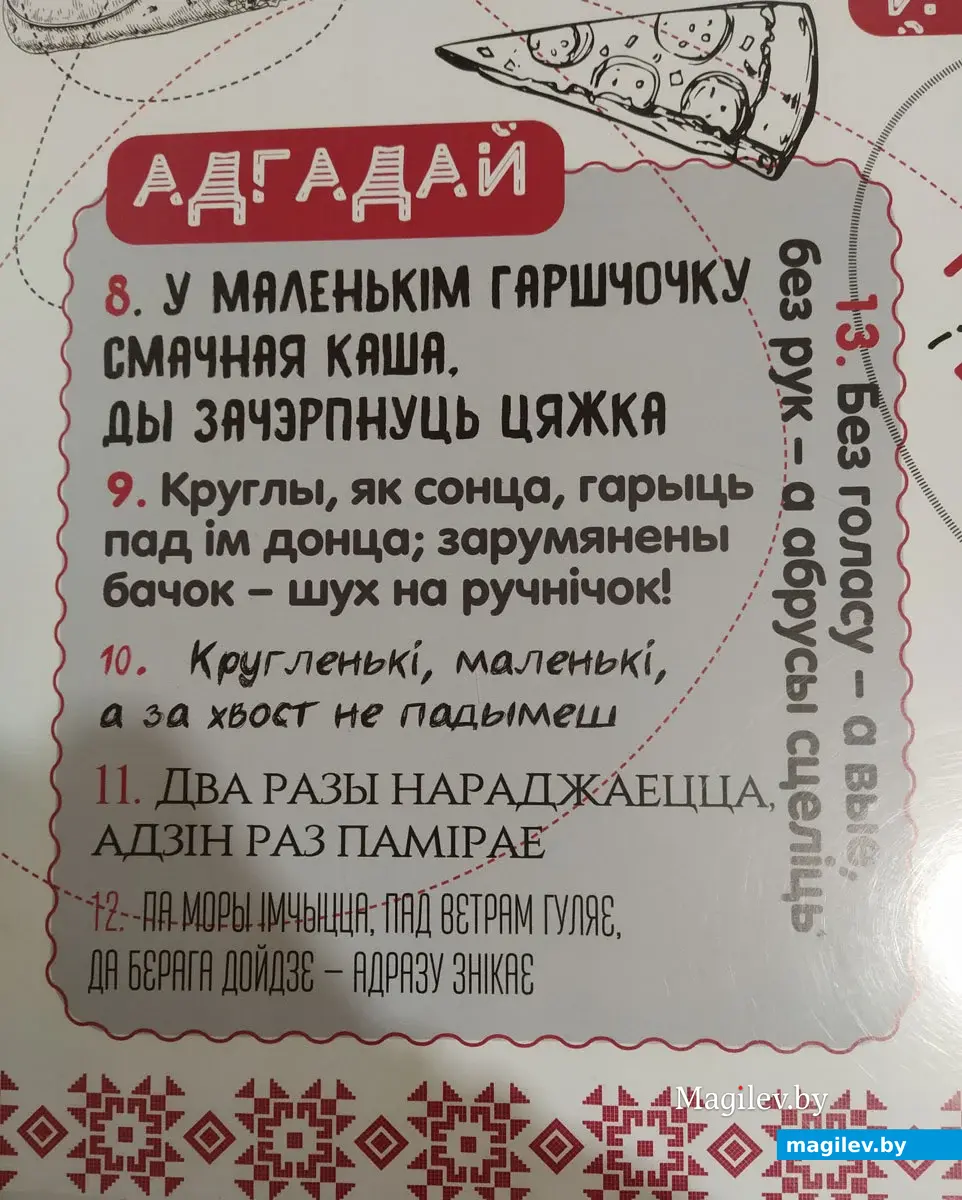 АДГАДАЙ
8. У МАЛЕНЬКІМ ГАРШЧОЧКУ
СМАЧНАЯ КАША,
ДЫ ЗАЧЭРПНУЦЬ ЦЯЖКА
9. Круглы, як сонца, гарыць
пад ім донца; зарумянены
бачок – шух на ручнічок!
10. Кругленькі, маленькі,
а за хвост не падымеш
11. ДВА РАЗЫ НАРАДЖАЕЦЦА,
АДЗІН РАЗ ПАМІРАЕ
12. ПА МОРЫ ІМЧЫЦЦА, ПАД ВЕТРАМ ГУЛЯЄ,
ДА БЕРАГА ДОЙДЗЕ – АДРАЗУ ЗНІКАЄ
13. Без голасу – а вые,
без рук – а абрусы сцеліць
Magilev.by
magilev.by